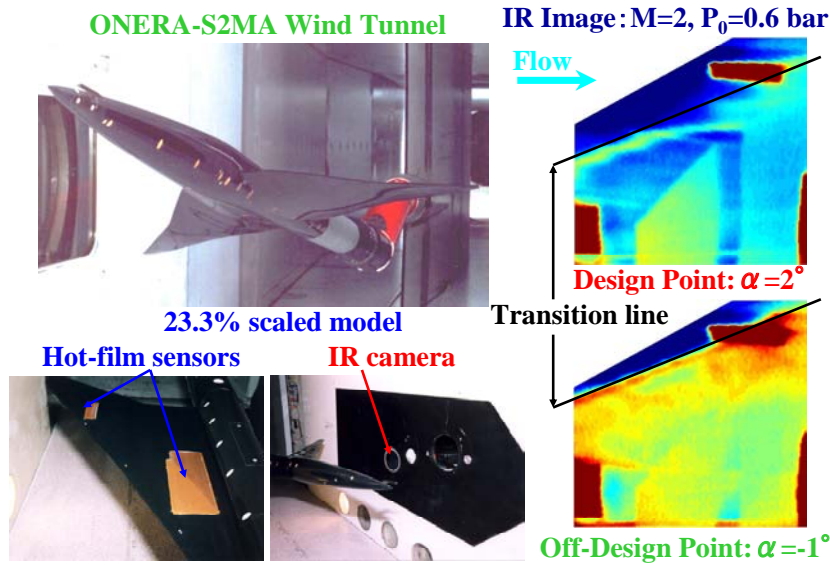 ONERA-S2MA Wind Tunnel
IR Image: M=2, P₀=0.6 bar
Flow
Design Point: α=2°
Transition line
23.3% scaled model
Hot-film sensors
IR camera
Off-Design Point: α=-1°